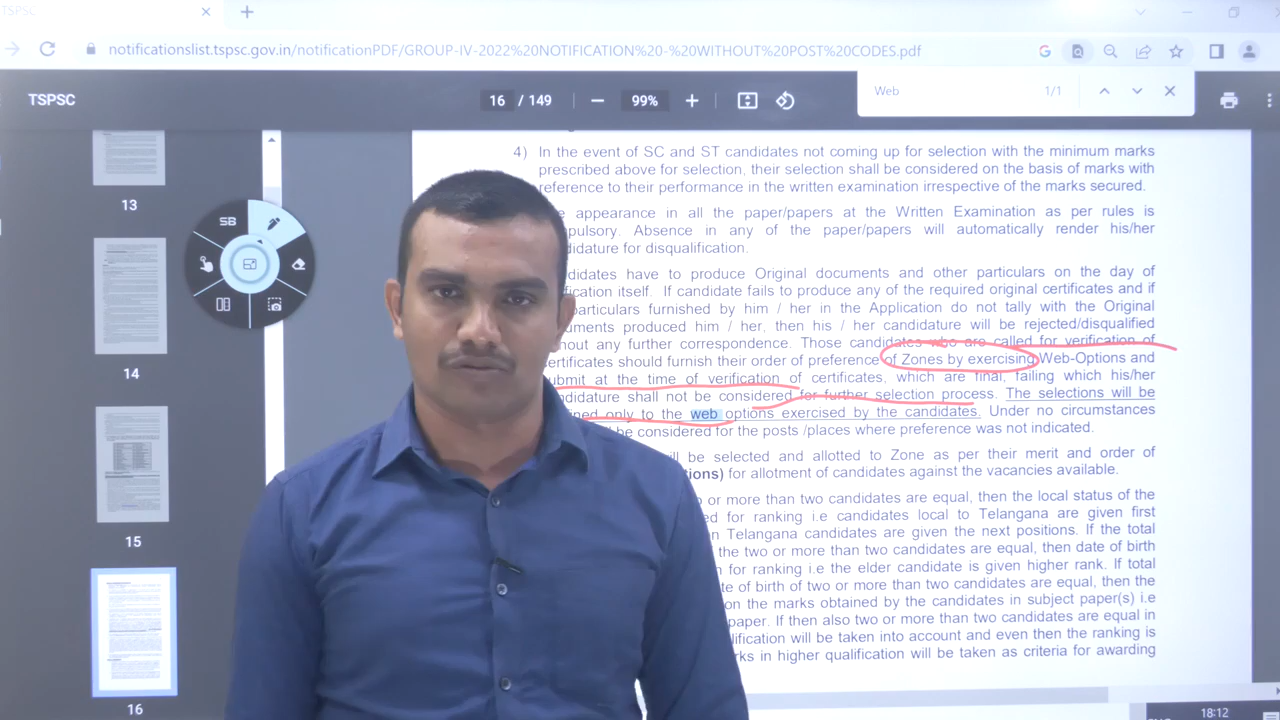 TSPSC
notificationslist.tspsc.gov.in/notificationPDF/GROUP-IV-2022%20NOTIFICATION%20-%20WITHOUT%20POST%20CODES.pdf
TSPSC
16 / 149
99%
Web 1/1
13
14
15
16
SB
4) In the event of SC and ST candidates not coming up for selection with the minimum marks
prescribed above for selection, their selection shall be considered on the basis of marks with
reference to their performance in the written examination irrespective of the marks secured.
appearance in all the paper/papers at the Written Examination as per rules is
Absence in any of the paper/papers will automatically render his/her
for disqualification.
have to produce Original documents and other particulars on the day of
itself. If candidate fails to produce any of the required original certificates and if
particulars furnished by him / her in the Application do not tally with the Original
produced him / her, then his / her candidature will be rejected/disqualified
any further correspondence. Those candidates who are called for verification of
should furnish their order of preference of Zones by exercising Web-Options and
at the time of verification of certificates, which are final, failing which his/her
shall not be considered for further selection process. The selections will be
only to the web options exercised by the candidates. Under no circumstances
be considered for the posts /places where preference was not indicated.
will be selected and allotted to Zone as per their merit and order of
for allotment of candidates against the vacancies available.
or more than two candidates are equal, then the local status of the
for ranking i.e candidates local to Telangana are given first
Telangana candidates are given the next positions. If the total
the two or more than two candidates are equal, then date of birth
for ranking i.e the elder candidate is given higher rank. If total
of birth of two or more than two candidates are equal, then the
on the marks obtained by the candidates in subject paper(s) i.e
paper. If then also two or more than two candidates are equal in
will be taken into account and even then the ranking is
in higher qualification will be taken as criteria for awarding
18:12